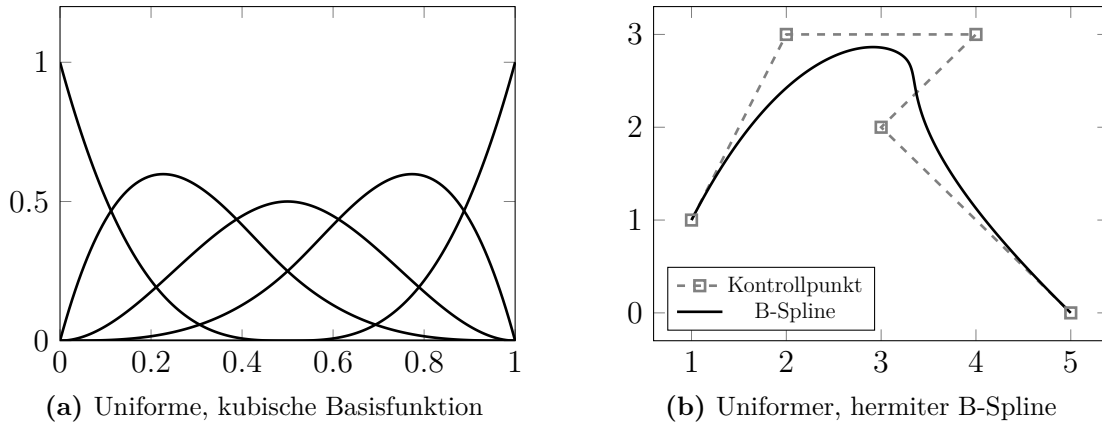 1
0.5
0
0 0.2 0.4 0.6 0.8 1
(a) Uniforme, kubische Basisfunktion
3
2
1
0
1 2 3 4 5
Kontrollpunkt
B-Spline
(b) Uniformer, hermiter B-Spline